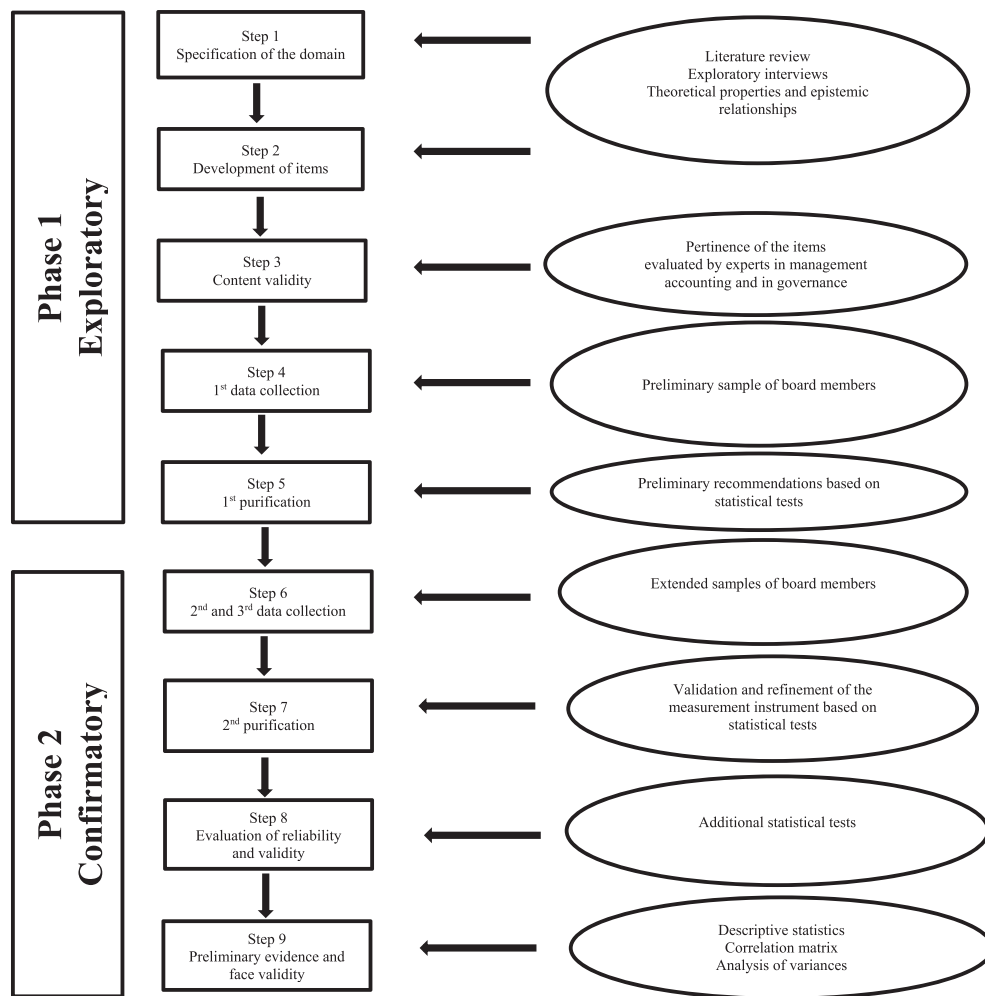 Phase 1
Exploratory
Step 1
Specification of the domain
Literature review
Exploratory interviews
Theoretical properties and epistemic
relationships
Step 2
Development of items
Step 3
Content validity
Pertinence of the items
evaluated by experts in management
accounting and in governance
Step 4
1st data collection
Preliminary sample of board members
Step 5
1st purification
Preliminary recommendations based on
statistical tests
Phase 2
Confirmatory
Step 6
2nd and 3rd data collection
Extended samples of board members
Step 7
2nd purification
Validation and refinement of the
measurement instrument based on
statistical tests
Step 8
Evaluation of reliability
and validity
Additional statistical tests
Step 9
Preliminary evidence and
face validity
Descriptive statistics
Correlation matrix
Analysis of variances